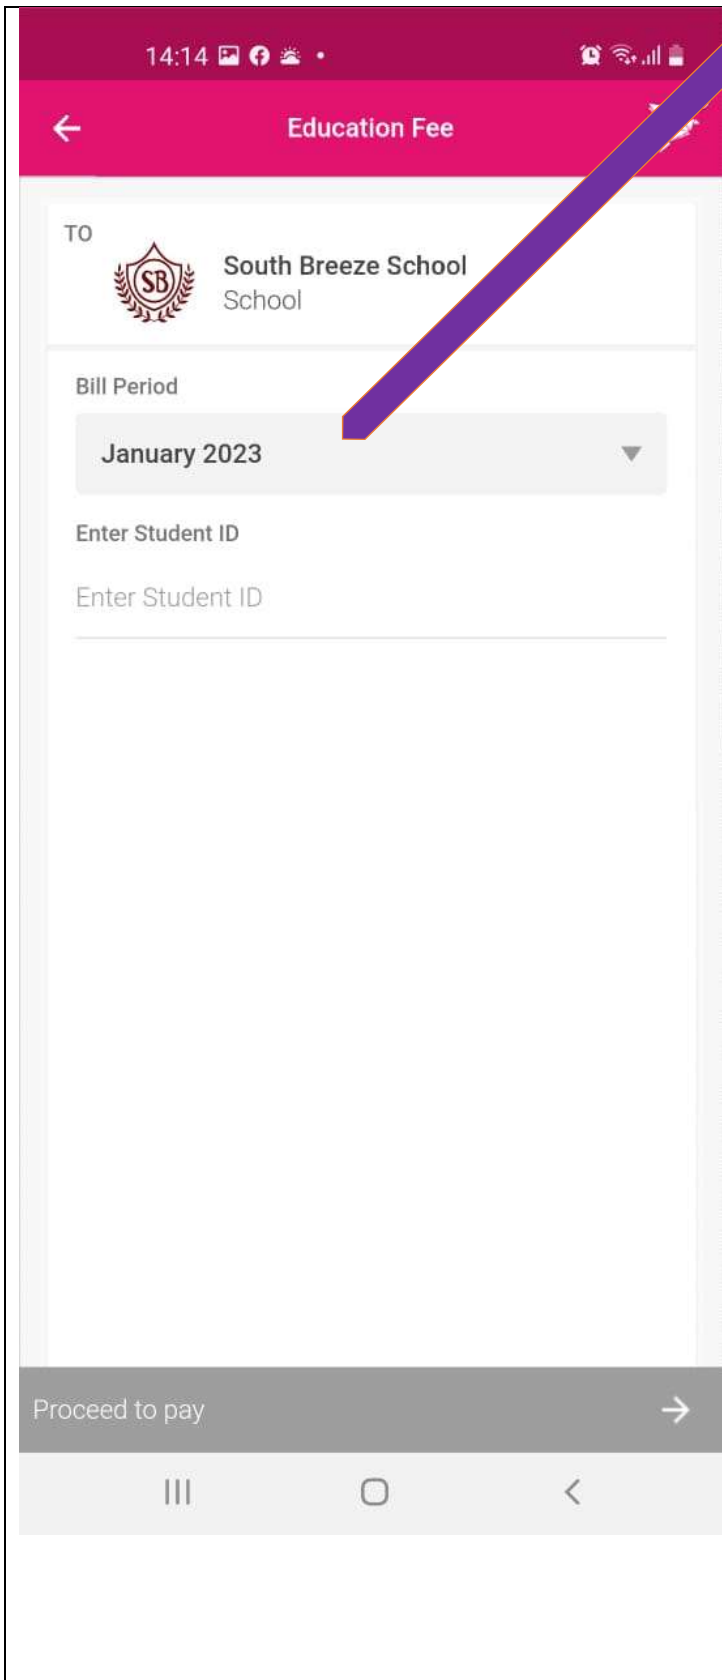 14:14
Education Fee
TO
SB
South Breeze School
School
Bill Period
January 2023
Enter Student ID
Enter Student ID
Proceed to pay